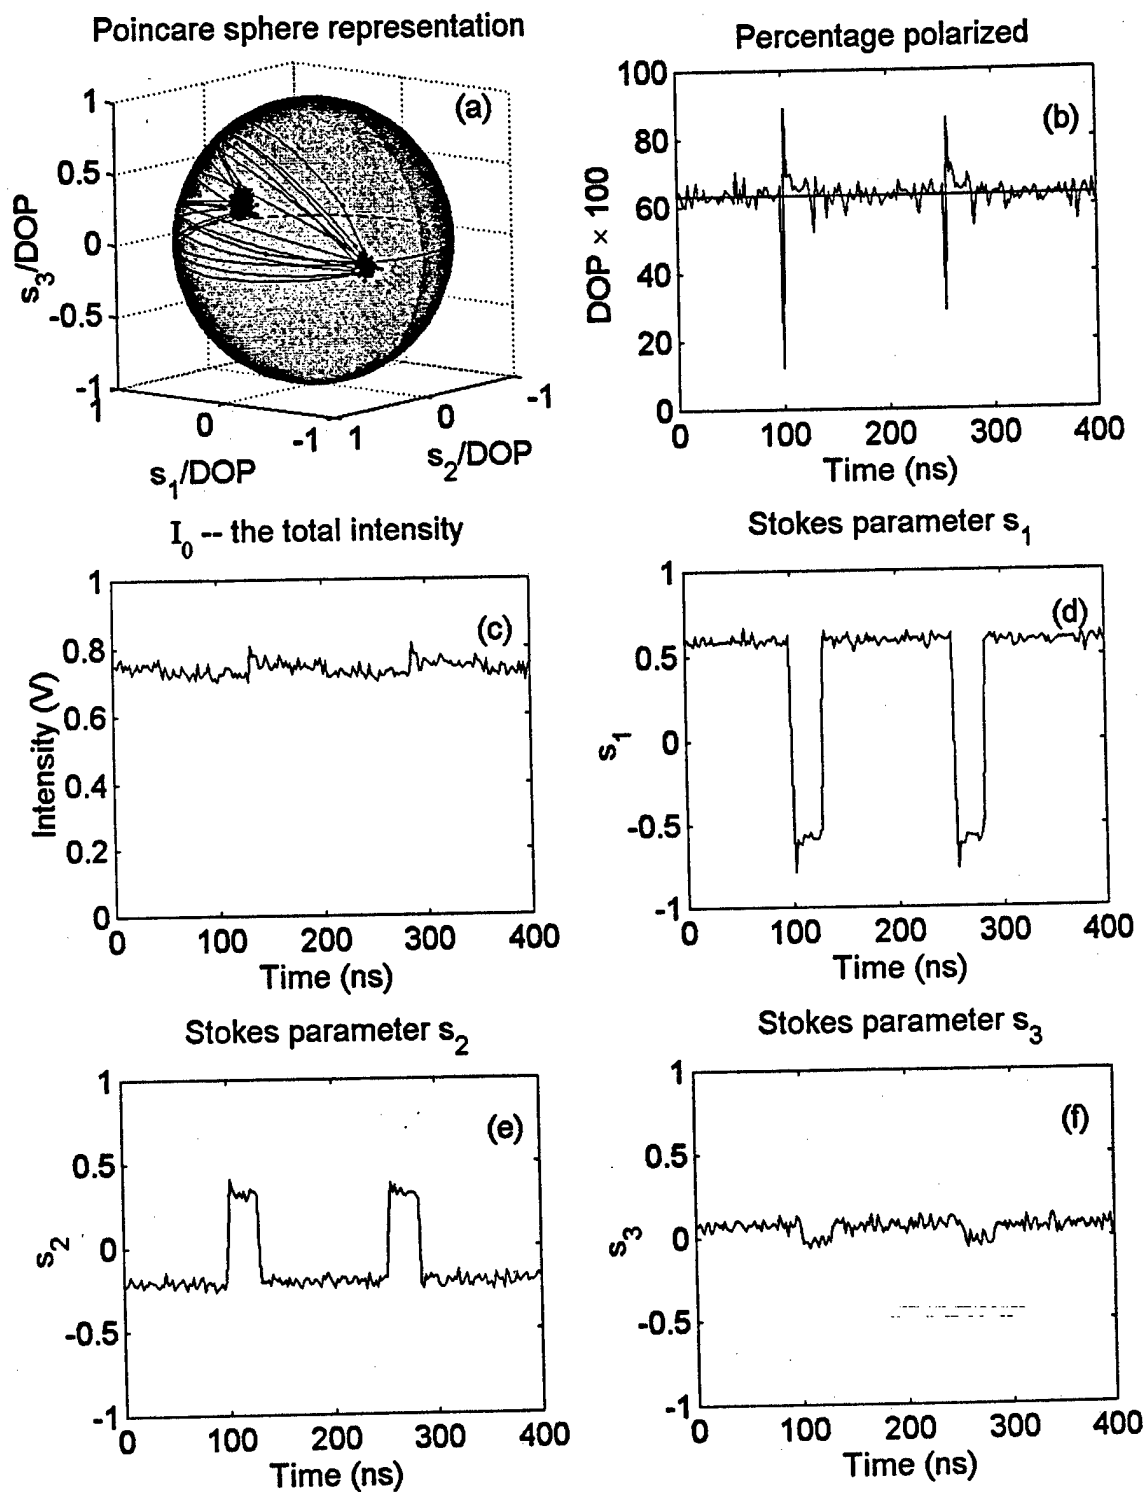 Poincare sphere representation
(a)
1
0.5
0
-0.5
-1
s3/DOP
1
0
-1
s1/DOP
1
0
-1
s2/DOP
Percentage polarized
(b)
100
80
60
40
20
0
DOP × 100
0 100 200 300 400
Time (ns)
I0 -- the total intensity
(c)
1
0.8
0.6
0.4
0.2
0
Intensity (V)
0 100 200 300 400
Time (ns)
Stokes parameter s1
(d)
1
0.5
0
-0.5
-1
s1
0 100 200 300 400
Time (ns)
Stokes parameter s2
(e)
1
0.5
0
-0.5
-1
s2
0 100 200 300 400
Time (ns)
Stokes parameter s3
(f)
1
0.5
0
-0.5
-1
s3
0 100 200 300 400
Time (ns)